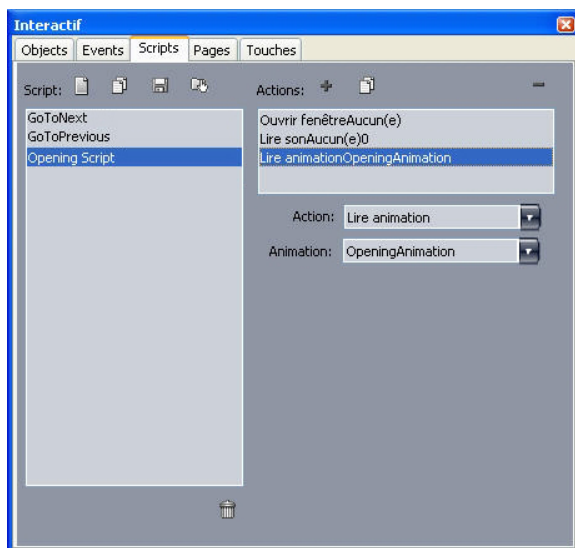 Interactif
Objects Events Scripts Pages Touches
Script: Actions:
GoToNext
GoToPrevious
Opening Script
Ouvrir fenêtreAucun(e)
Lire sonAucun(e)0
Lire animationOpeningAnimation
Action: Lire animation
Animation: OpeningAnimation